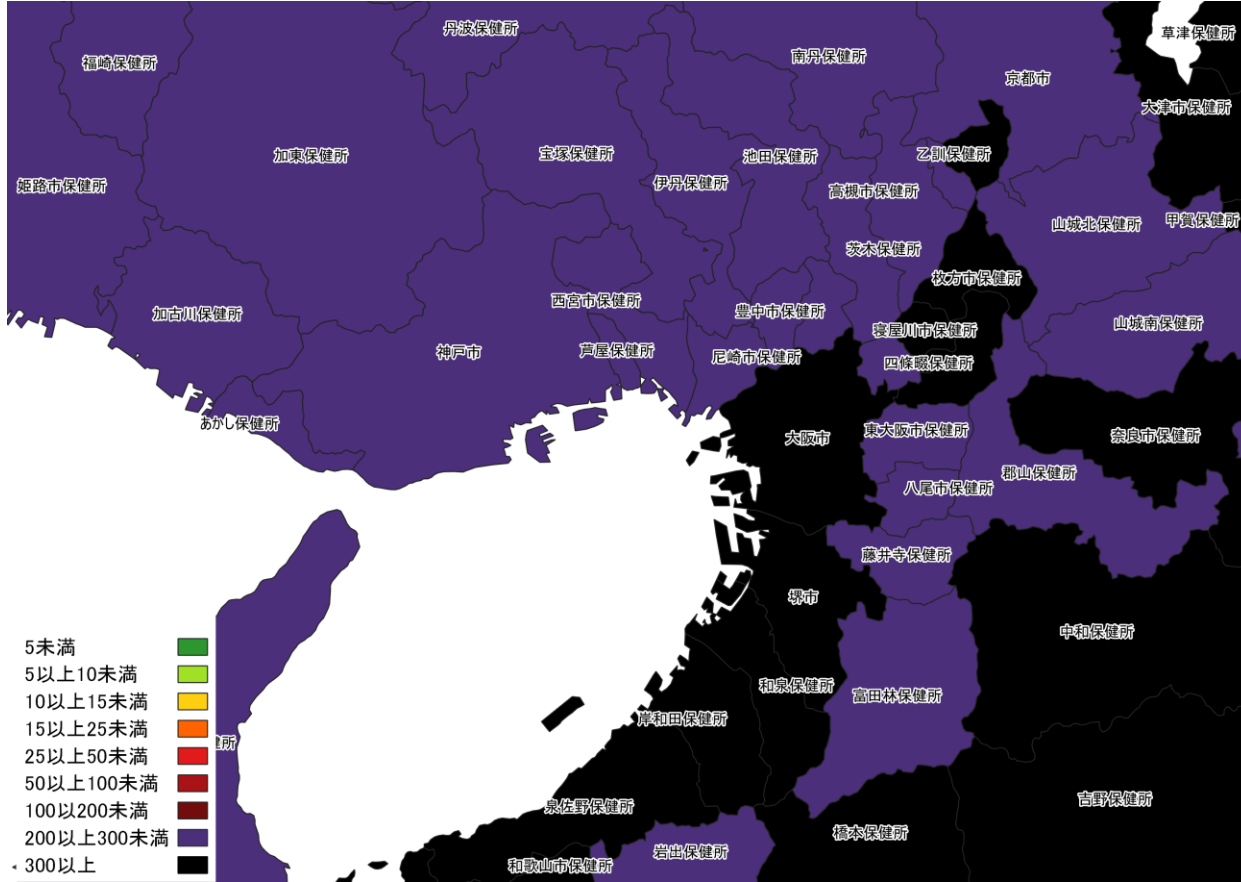 丹波保健所
草津保健所
福崎保健所
南丹保健所
京都市
大津市保健所
加東保健所
宝塚保健所
池田保健所
乙訓保健所
姫路市保健所
伊丹保健所
高槻市保健所
山城北保健所
甲賀保健所
茨木保健所
枚方市保健所
加古川保健所
西宮市保健所
豊中市保健所
寝屋川市保健所
山城南保健所
神戸市
芦屋保健所
尼崎市保健所
四條畷保健所
あかし保健所
大阪市
東大阪市保健所
奈良市保健所
郡山保健所
八尾市保健所
藤井寺保健所
堺市
中和保健所
和泉保健所
富田林保健所
岸和田保健所
健所
泉佐野保健所
吉野保健所
橋本保健所
岩出保健所
和歌山市保健所
5未満
5以上10未満
10以上15未満
15以上25未満
25以上50未満
50以上100未満
100以200未満
200以上300未満
300以上